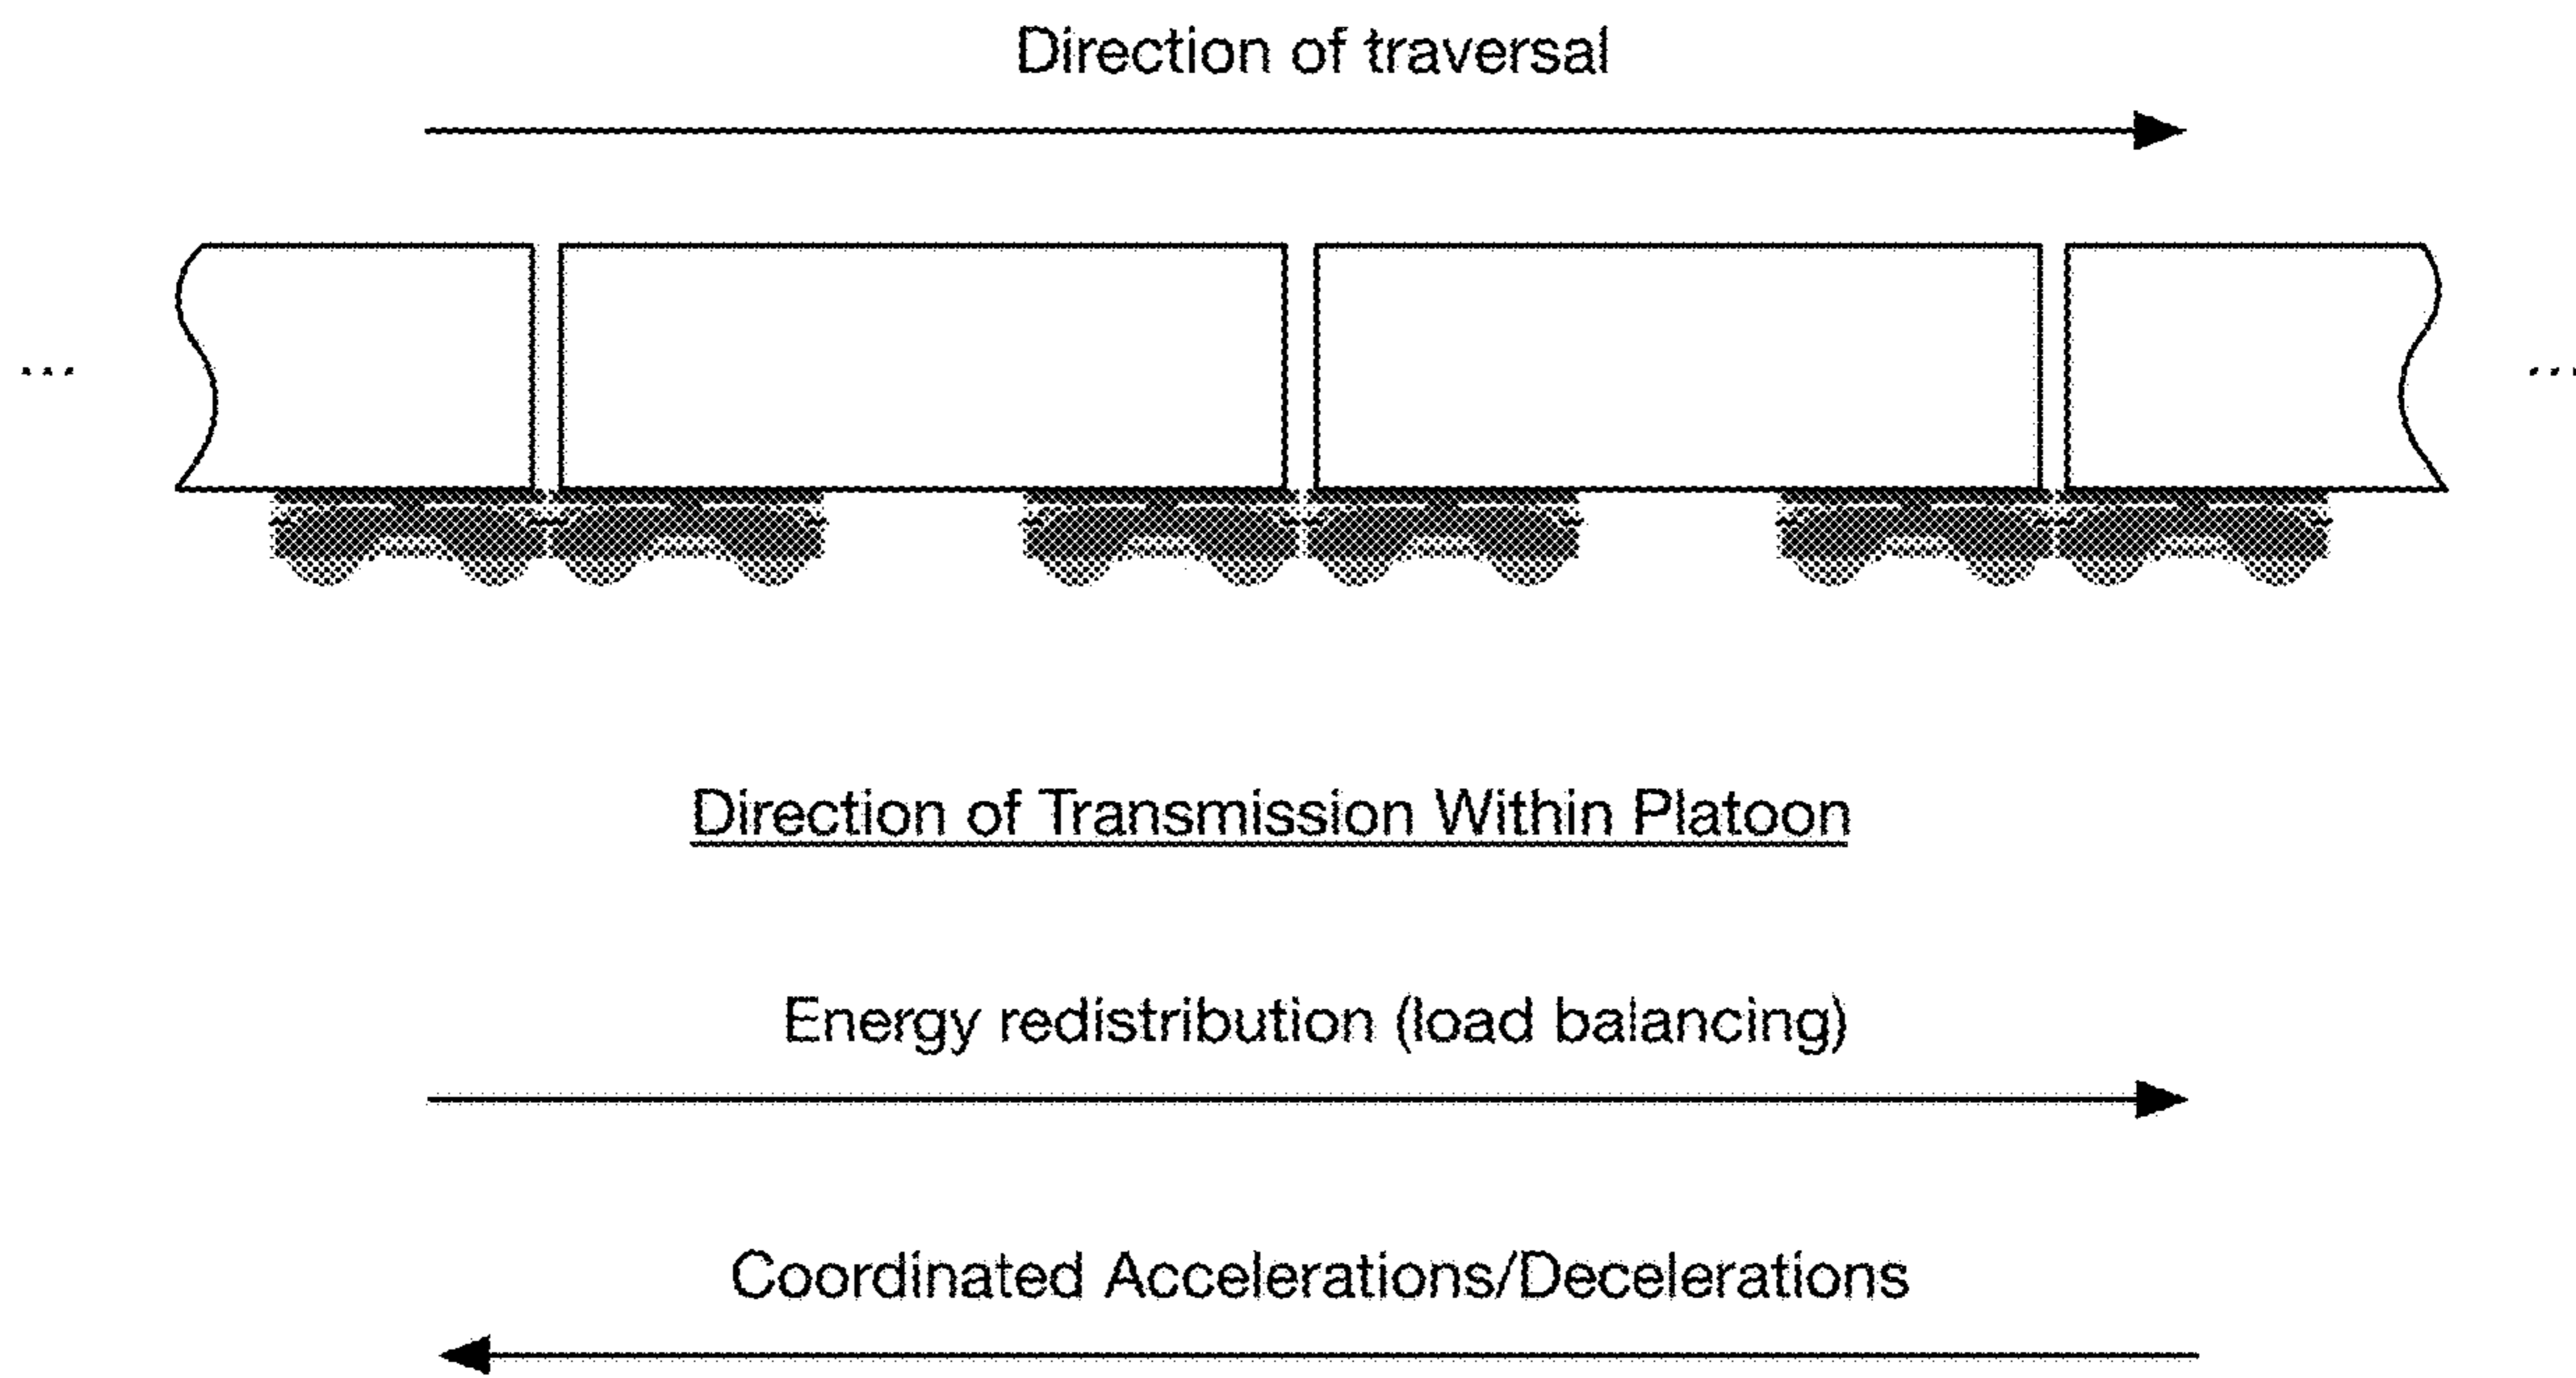 Direction of traversal
... ...
Direction of Transmission Within Platoon
Energy redistribution (load balancing)
Coordinated Accelerations/Decelerations